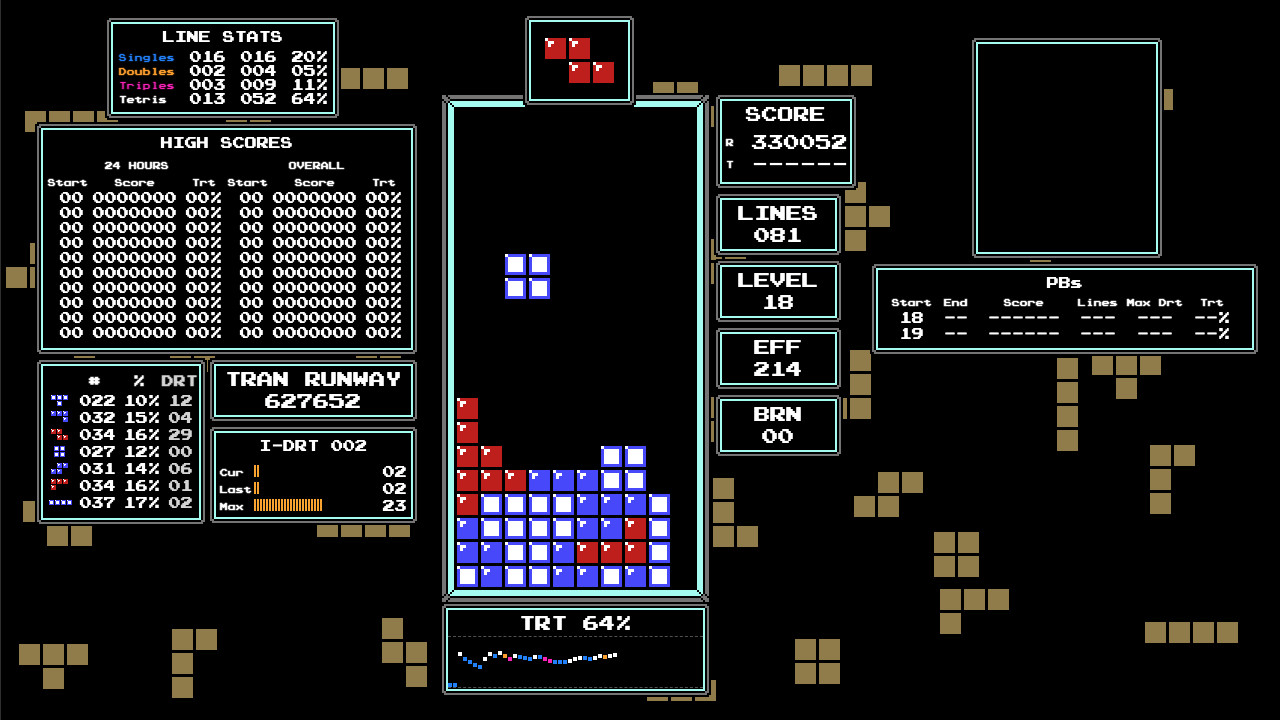 LINE STATS
Singles 016 016 20%
Doubles 002 004 05%
Triples 003 009 11%
Tetris 013 052 64%
HIGH SCORES
24 HOURS OVERALL
Start Score Trt Start Score Trt
00 0000000 00% 00 0000000 00%
00 0000000 00% 00 0000000 00%
00 0000000 00% 00 0000000 00%
00 0000000 00% 00 0000000 00%
00 0000000 00% 00 0000000 00%
00 0000000 00% 00 0000000 00%
00 0000000 00% 00 0000000 00%
00 0000000 00% 00 0000000 00%
00 0000000 00% 00 0000000 00%
00 0000000 00% 00 0000000 00%
# % DRT
022 10% 12
032 15% 04
034 16% 29
027 12% 00
031 14% 06
034 16% 01
037 17% 02
TRAN RUNWAY
627652
I-DRT 002
Cur 02
Last 02
Max 23
TRT 64%
SCORE
R 330052
T ------
LINES
081
LEVEL
18
EFF
214
BRN
00
PBs
Start End Score Lines Max Drt Trt
18 -- ------ --- --- --%
19 -- ------ --- --- --%